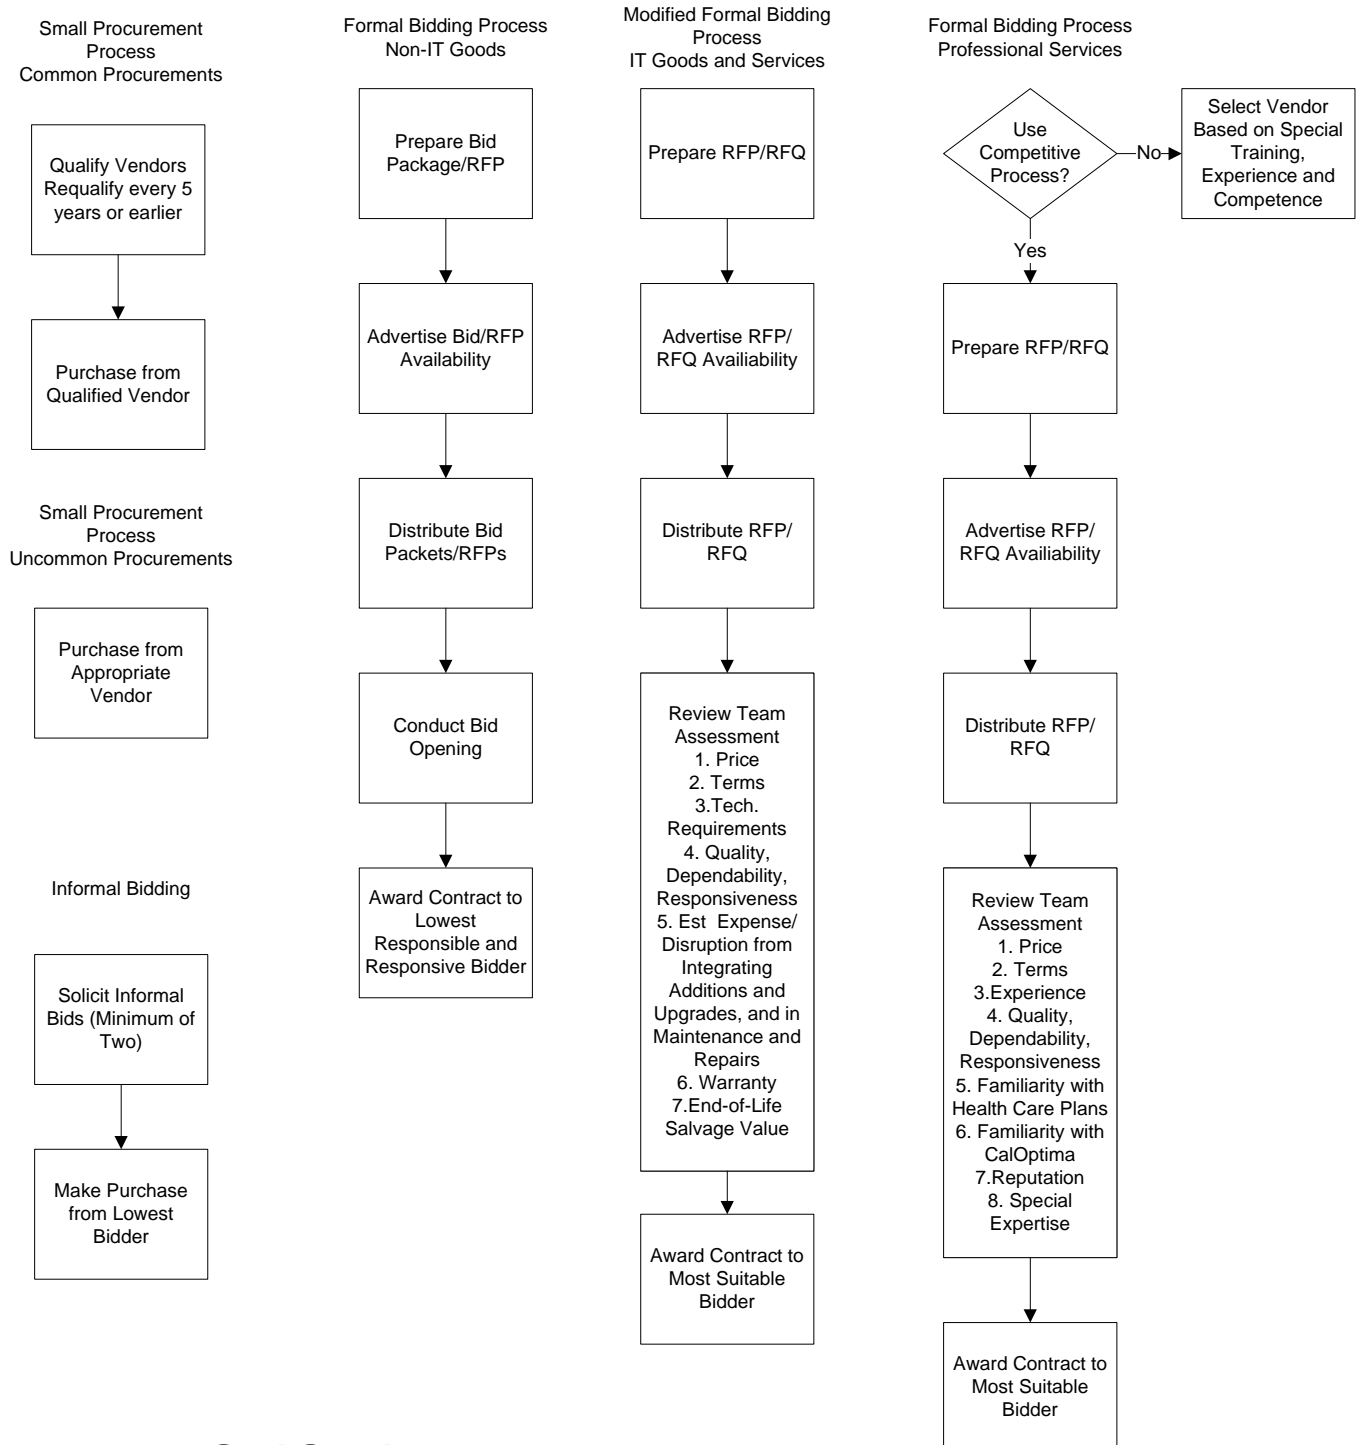 Small Procurement
Process
Common Procurements
Qualify Vendors
Requalify every 5
years or earlier
Purchase from
Qualified Vendor
Small Procurement
Process
Uncommon Procurements
Purchase from
Appropriate
Vendor
Informal Bidding
Solicit Informal
Bids (Minimum of
Two)
Make Purchase
from Lowest
Bidder
Formal Bidding Process
Non-IT Goods
Prepare Bid
Package/RFP
Advertise Bid/RFP
Availability
Distribute Bid
Packets/RFPs
Conduct Bid
Opening
Award Contract to
Lowest
Responsible and
Responsive Bidder
Modified Formal Bidding
Process
IT Goods and Services
Prepare RFP/RFQ
Advertise RFP/
RFQ Availiability
Distribute RFP/
RFQ
Review Team
Assessment
1. Price
2. Terms
3.Tech.
Requirements
4. Quality,
Dependability,
Responsiveness
5. Est  Expense/
Disruption from
Integrating
Additions and
Upgrades, and in
Maintenance and
Repairs
6. Warranty
7.End-of-Life
Salvage Value
Award Contract to
Most Suitable
Bidder
Formal Bidding Process
Professional Services
Use
Competitive
Process?
No
Select Vendor
Based on Special
Training,
Experience and
Competence
Yes
Prepare RFP/RFQ
Advertise RFP/
RFQ Availiability
Distribute RFP/
RFQ
Review Team
Assessment
1. Price
2. Terms
3.Experience
4. Quality,
Dependability,
Responsiveness
5. Familiarity with
Health Care Plans
6. Familiarity with
CalOptima
7.Reputation
8. Special
Expertise
Award Contract to
Most Suitable
Bidder